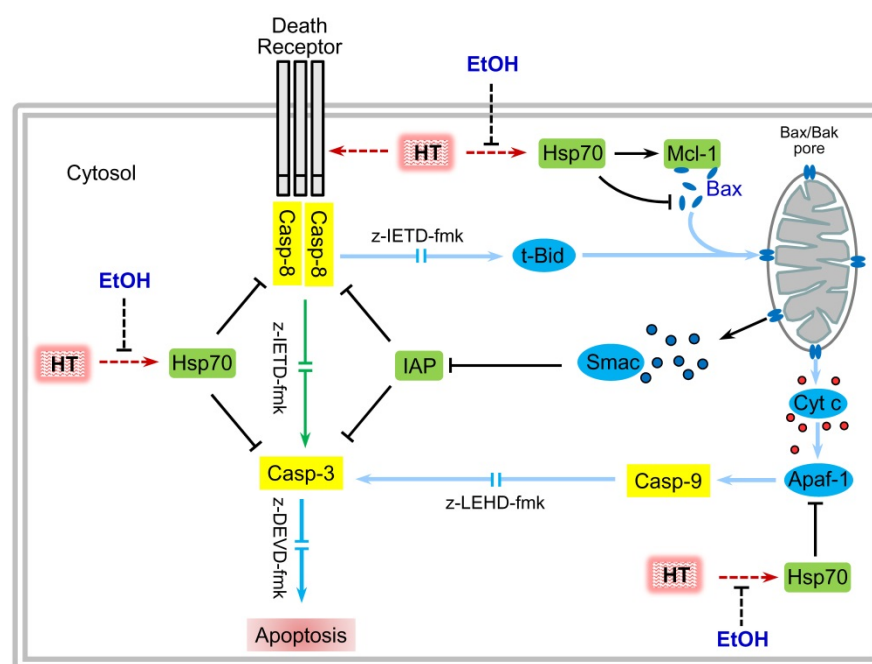 Death
Receptor
EtOH
Bax/Bak
pore
HT
Hsp70
Mcl-1
Cytosol
Bax
Casp-8
Casp-8
z-IETD-fmk
t-Bid
EtOH
HT
Hsp70
z-IETD-fmk
IAP
Smac
Cyt c
Casp-3
z-LEHD-fmk
Casp-9
Apaf-1
z-DEVD-fmk
HT
Hsp70
Apoptosis
EtOH